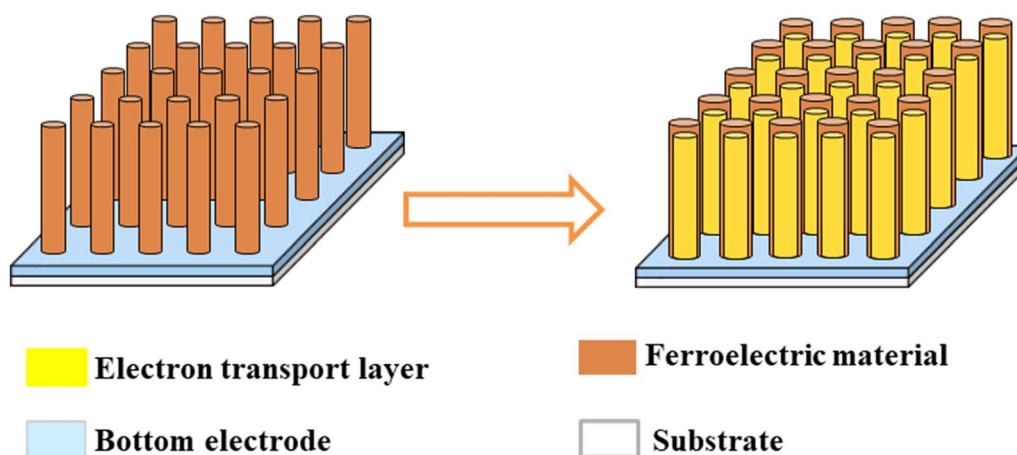 Electron transport layer
Ferroelectric material
Bottom electrode
Substrate